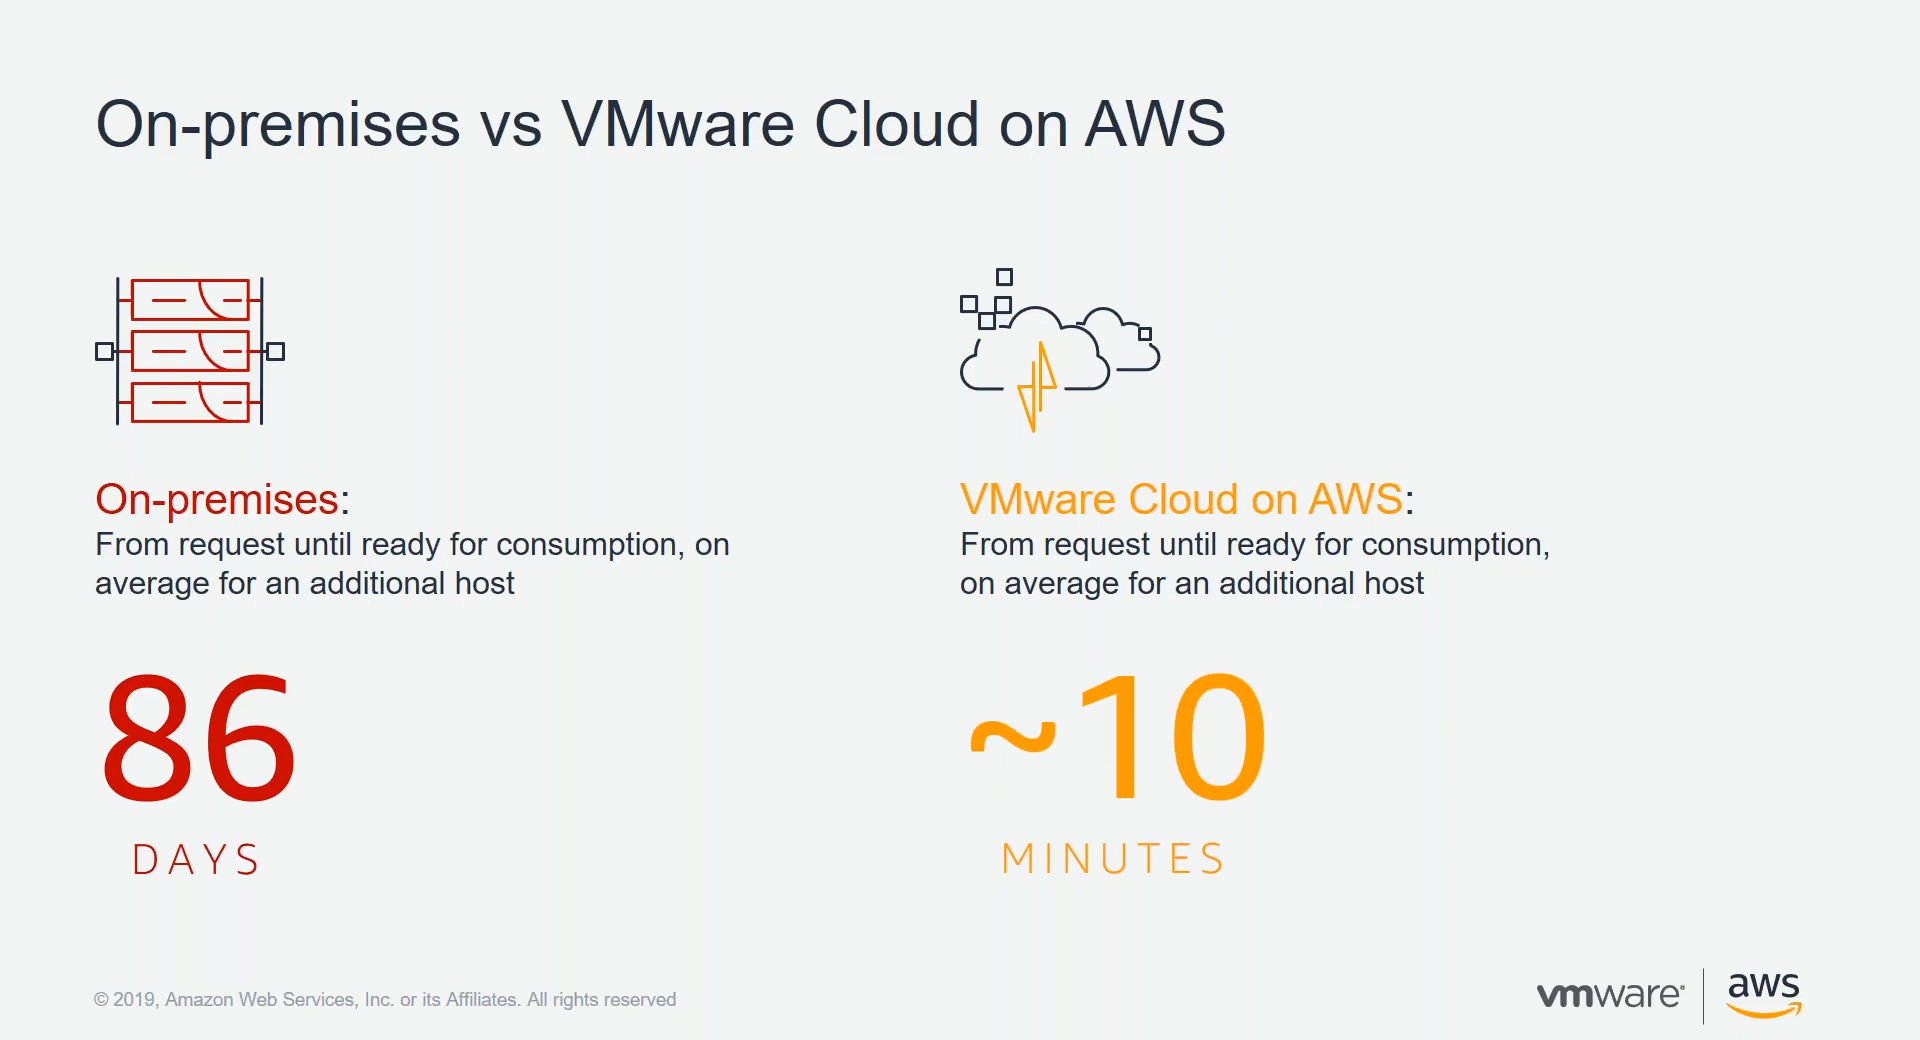 On-premises vs VMware Cloud on AWS
On-premises:
From request until ready for consumption, on
average for an additional host
86
DAYS
VMware Cloud on AWS:
From request until ready for consumption,
on average for an additional host
~10
MINUTES
© 2019, Amazon Web Services, Inc. or its Affiliates. All rights reserved
vmware®
aws